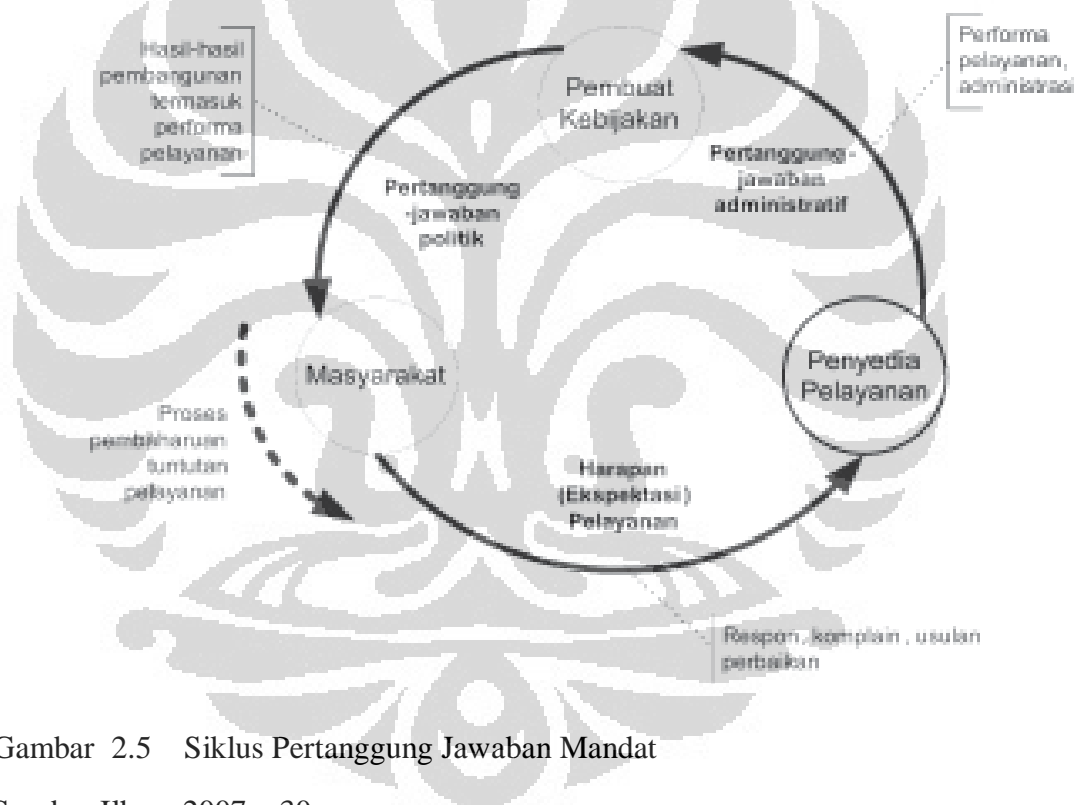 Hasil-hasil
pembangunan
termasuk
performa
pelayanan
Pembuat
Kebijakan
Performa
pelayanan,
administrasi
Pertanggung-
jawaban
administratif
Pertanggung
-jawaban
politik
Masyarakat
Penyedia
Pelayanan
Proses
pembaharuan
tuntutan
pelayanan
Harapan
(Ekspektasi)
Pelayanan
Respon, komplain, usulan
perbaikan
Gambar 2.5 Siklus Pertanggung Jawaban Mandat
2007
30